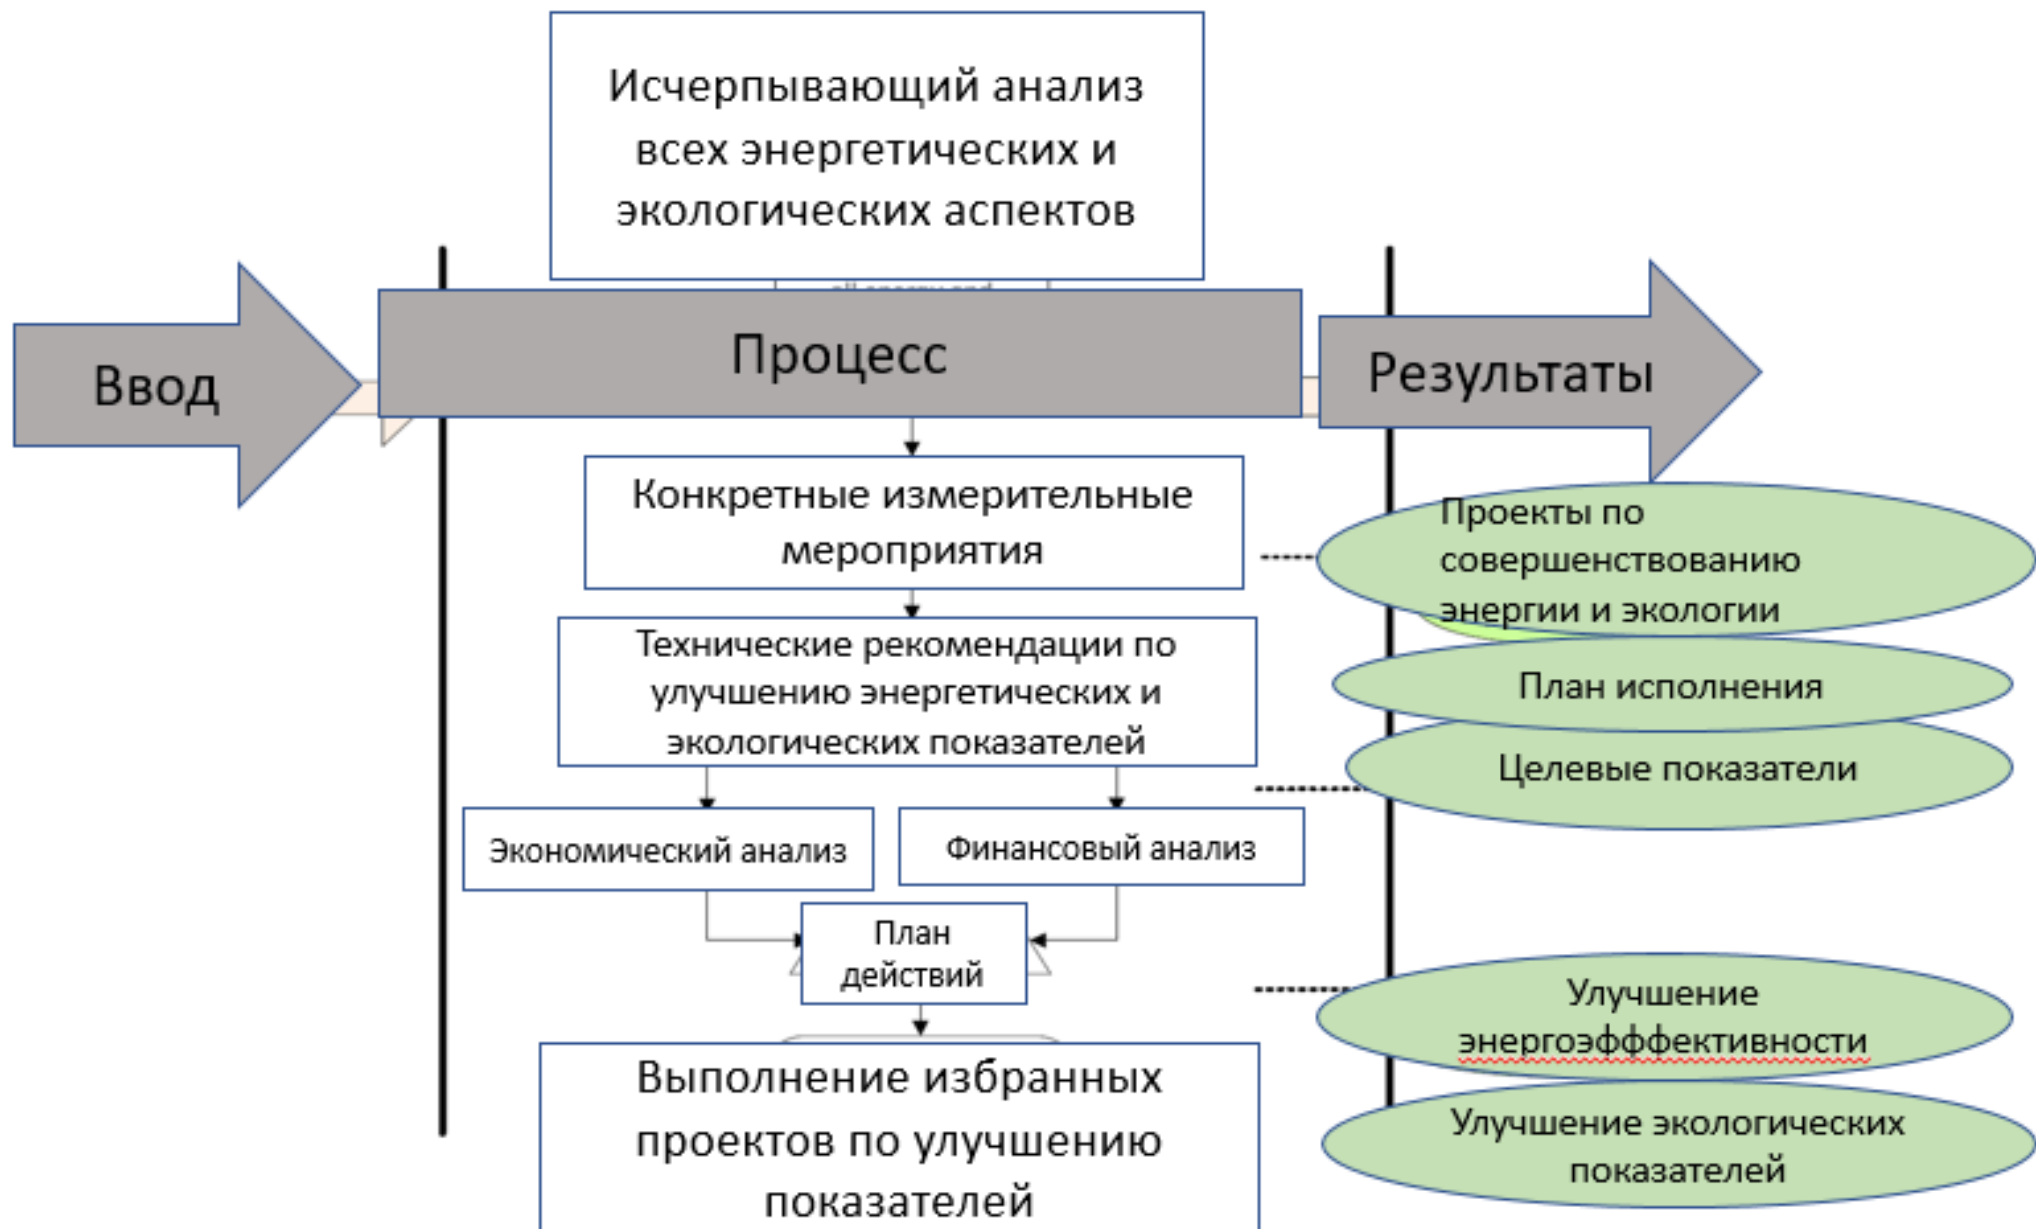 Исчерпывающий анализ
всех энергетических и
экологических аспектов
Ввод
Процесс
Результаты
Конкретные измерительные
мероприятия
Проекты по
совершенствованию
энергии и экологии
Технические рекомендации по
улучшению энергетических и
экологических показателей
План исполнения
Целевые показатели
Экономический анализ
Финансовый анализ
План
действий
Улучшение
энергоэфффективности
Выполнение избранных
проектов по улучшению
показателей
Улучшение экологических
показателей